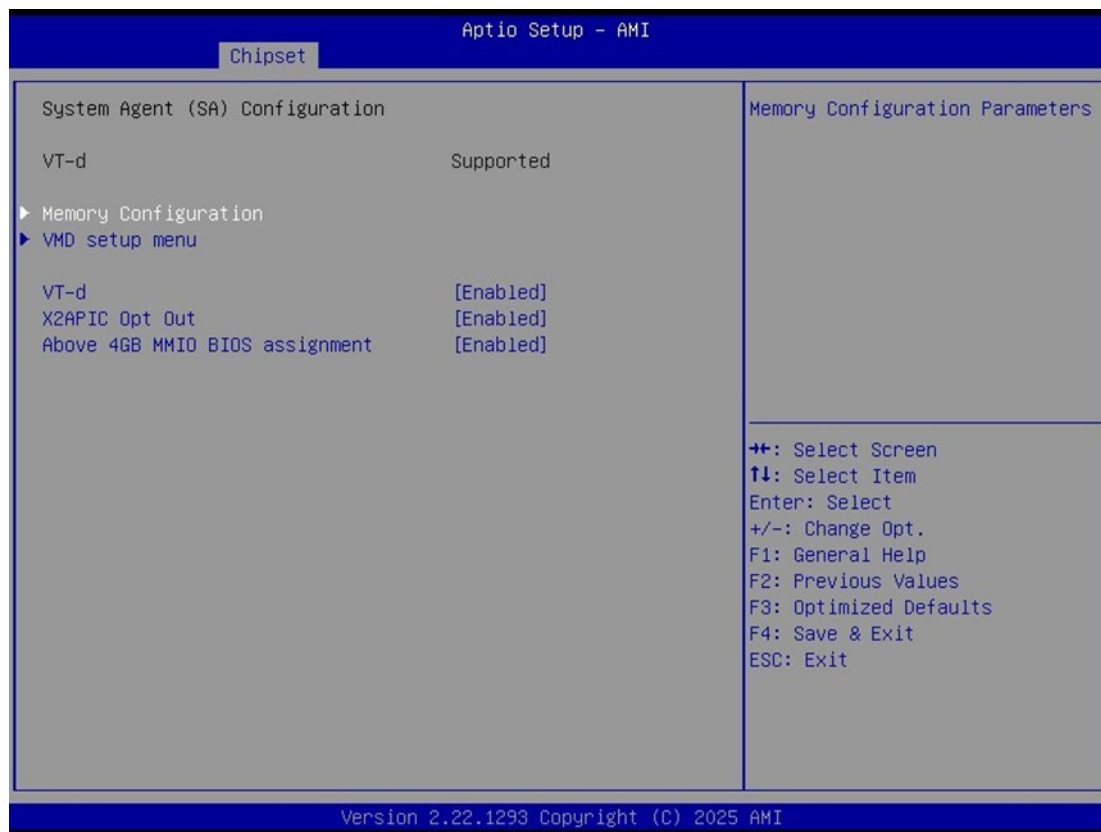 Aptio Setup - AMI
Chipset
System Agent (SA) Configuration
VT-d Supported
Memory Configuration
VMD setup menu
VT-d [Enabled]
X2APIC Opt Out [Enabled]
Above 4GB MMIO BIOS assignment [Enabled]
Memory Configuration Parameters
→←: Select Screen
↑↓: Select Item
Enter: Select
+/-: Change Opt.
F1: General Help
F2: Previous Values
F3: Optimized Defaults
F4: Save & Exit
ESC: Exit
Version 2.22.1293 Copyright (C) 2025 AMI